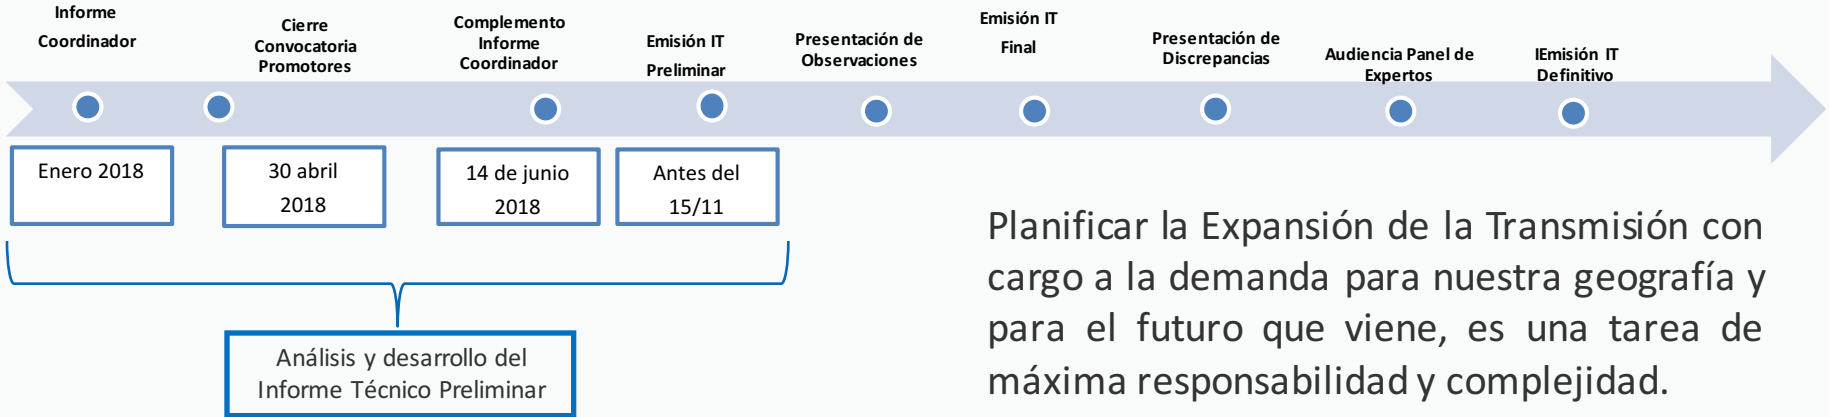 Informe
Coordinador
Cierre
Convocatoria
Promotores
Complemento
Informe
Coordinador
Emisión IT
Preliminar
Presentación de
Observaciones
Emisión IT
Final
Presentación de
Discrepancias
Audiencia Panel de
Expertos
IEmisión IT
Definitivo
Enero 2018
30 abril
2018
14 de junio
2018
Antes del
15/11
Análisis y desarrollo del
Informe Técnico Preliminar
Planificar la Expansión de la Transmisión con
cargo a la demanda para nuestra geografía y
para el futuro que viene, es una tarea de
máxima responsabilidad y complejidad.